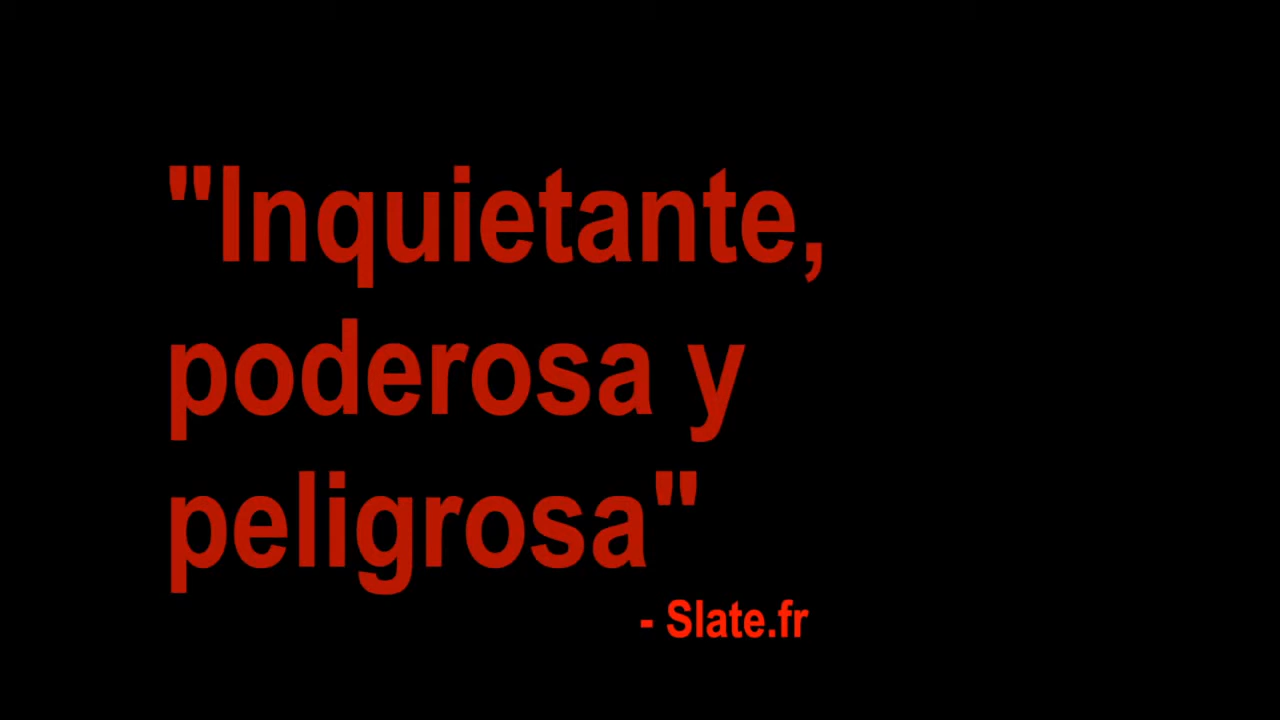 "Inquietante,
poderosa y
peligrosa"
- Slate.fr